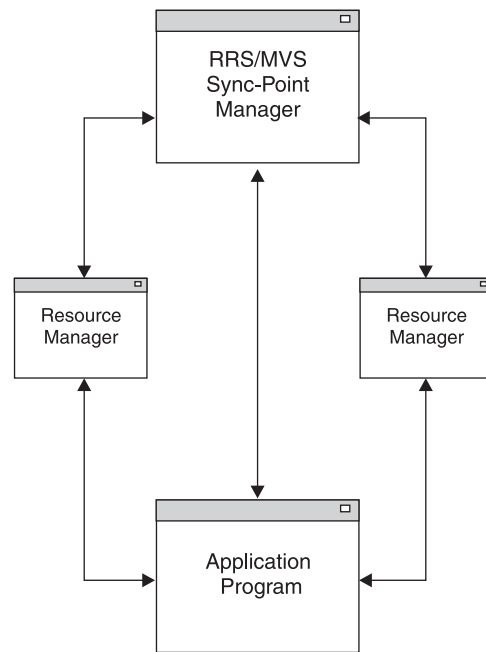 RRS/MVS
Sync-Point
Manager
Resource
Manager
Resource
Manager
Application
Program